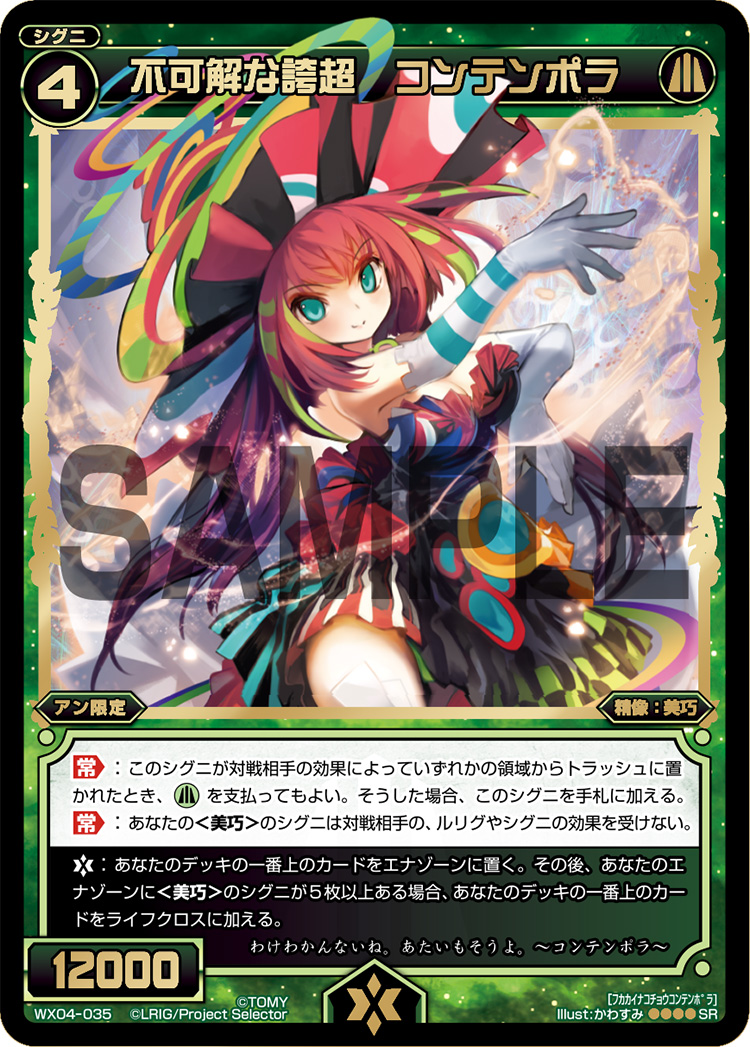 シグニ
4
不可解な誇超 コンテンポラ
SAMPLE
アン限定
精像：美巧
常：このシグニが対戦相手の効果によっていずれかの領域からトラッシュに置
かれたとき、を支払ってもよい。そうした場合、このシグニを手札に加える。
常：あなたの<美巧>のシグニは対戦相手の、ルリグやシグニの効果を受けない。
：あなたのデッキの一番上のカードをエナゾーンに置く。その後、あなたのエ
ナゾーンに<美巧>のシグニが５枚以上ある場合、あなたのデッキの一番上のカー
ドをライフクロスに加える。
わけわかんないね。あたいもそうよ。～コンテンポラ～
12000
WX04-035 ©LRIG/Project Selector
©TOMY
[フカカイナコチョウコンテンポラ]
Illust:かわすみ SR